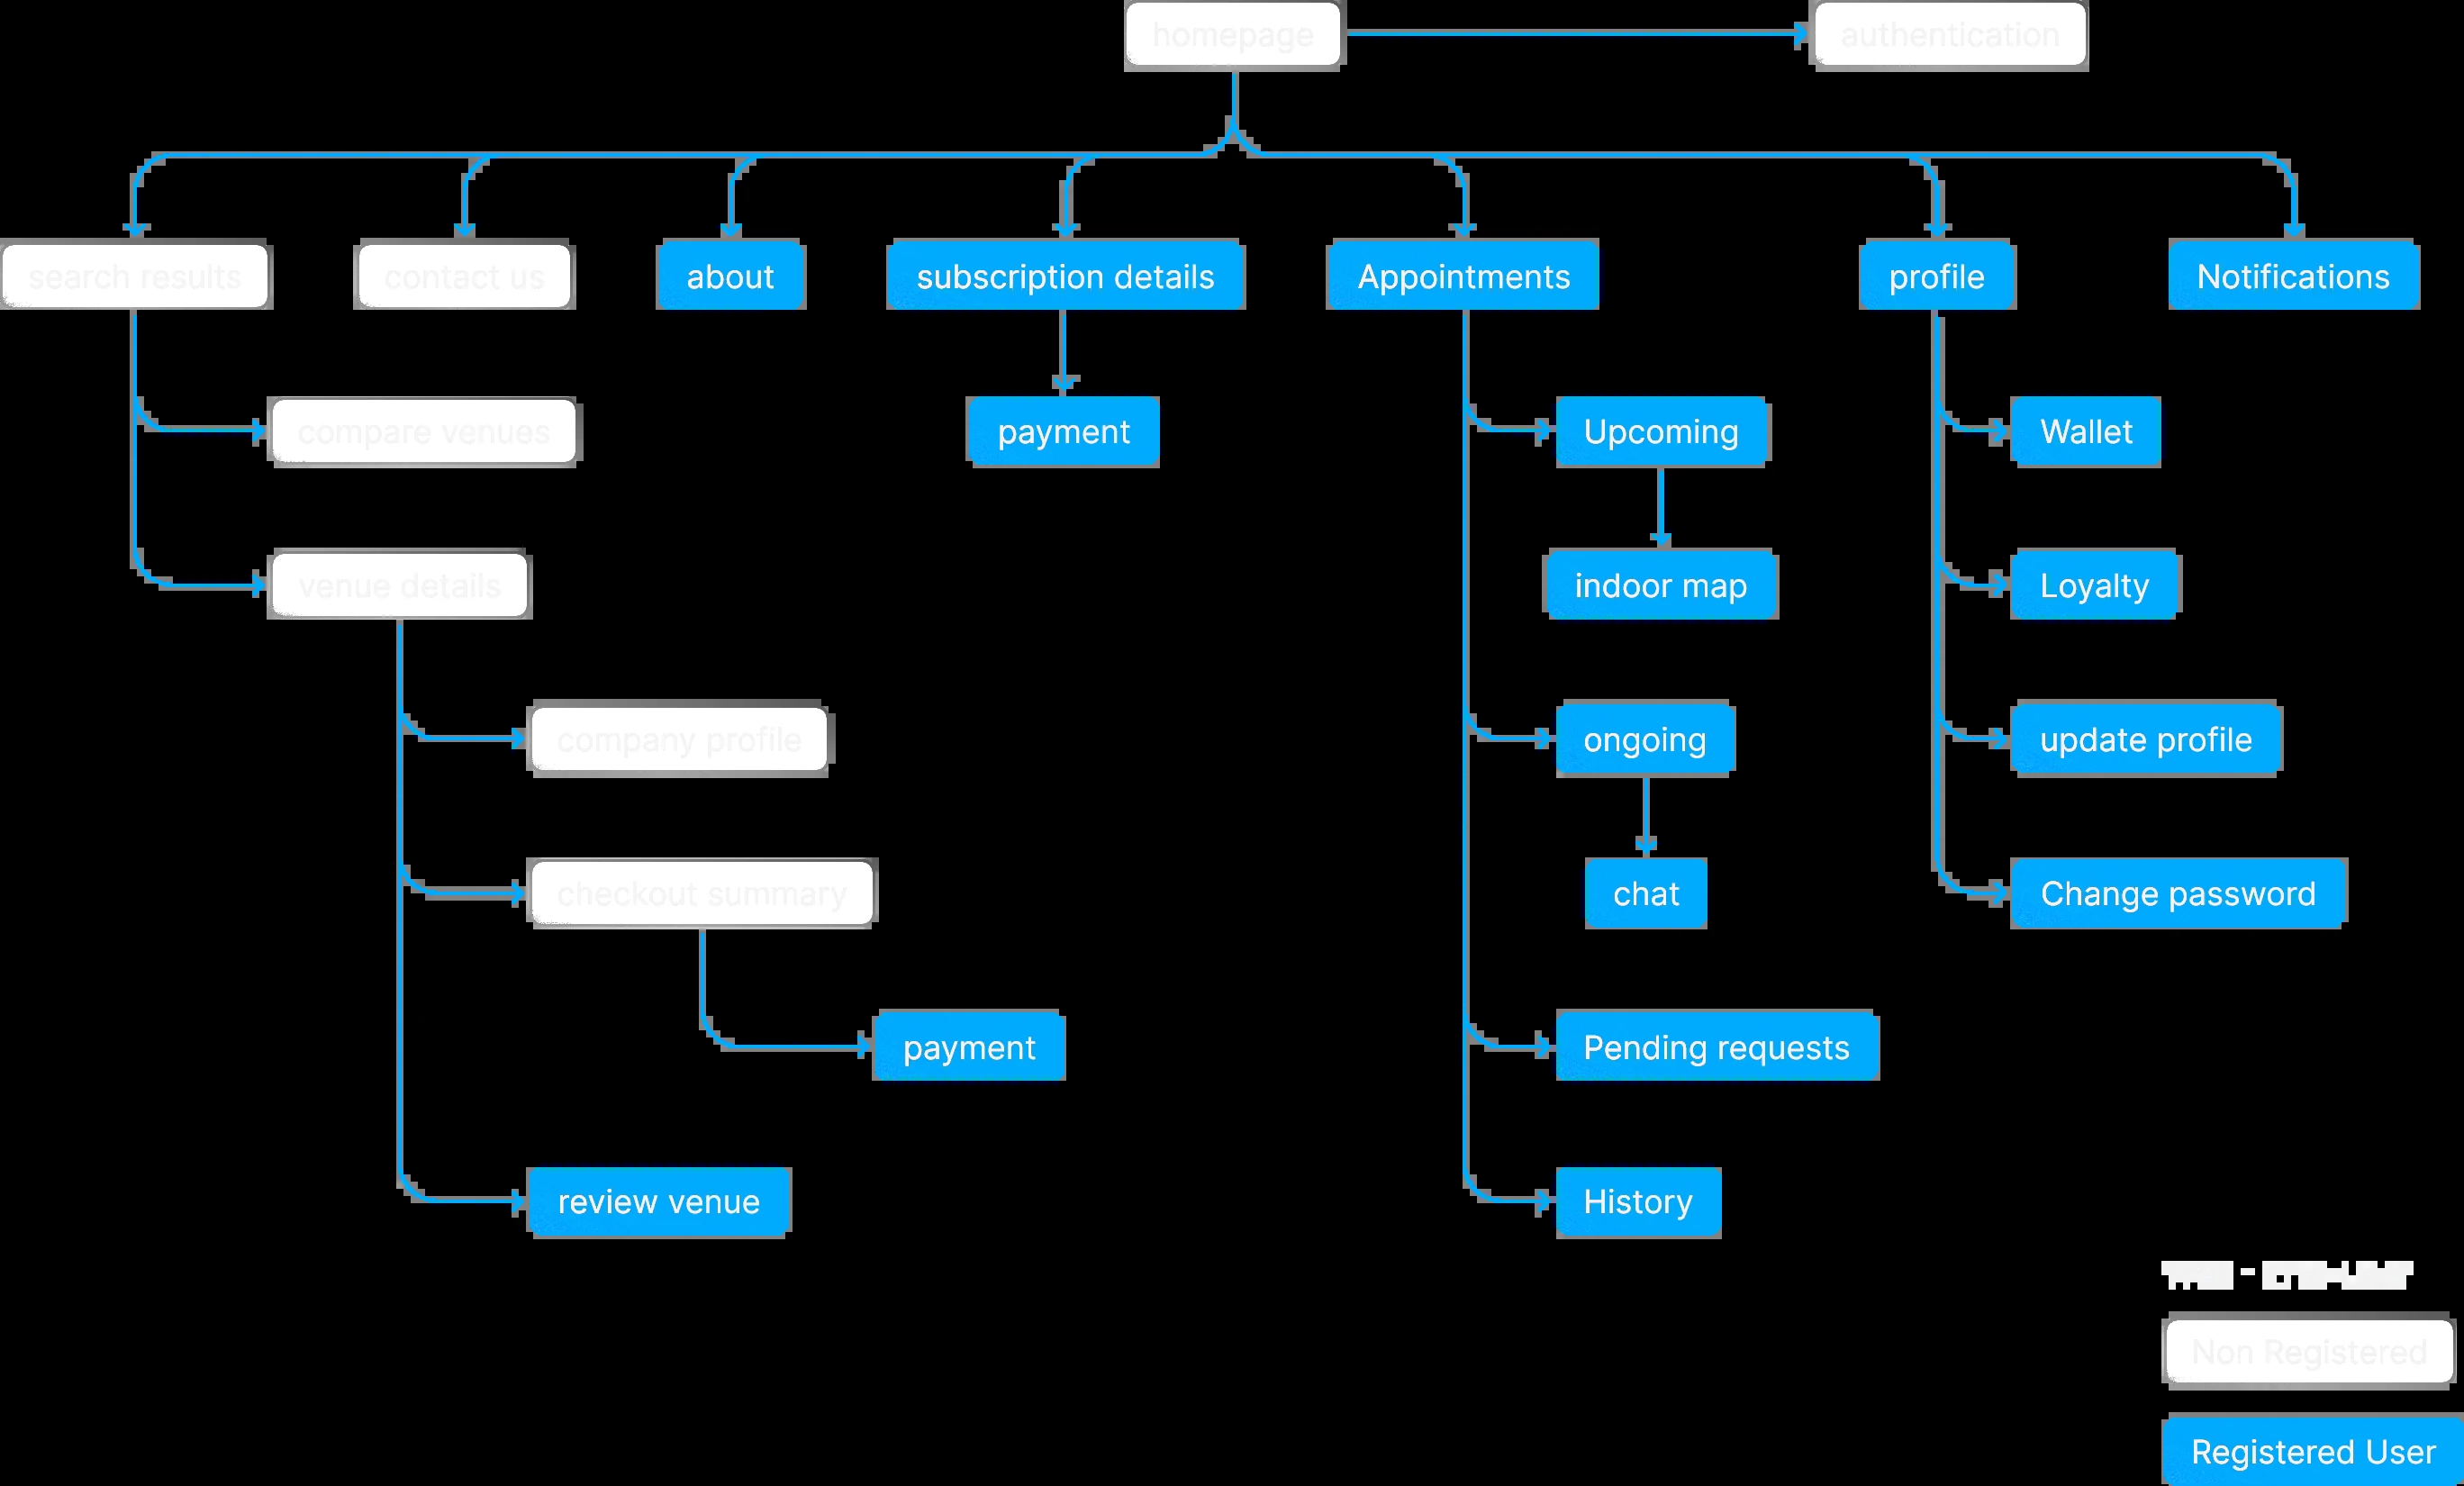 homepage
authentication
search results
contact us
about
subscription details
Appointments
profile
Notifications
compare venues
payment
Upcoming
Wallet
venue details
indoor map
Loyalty
company profile
ongoing
update profile
checkout summary
chat
Change password
payment
Pending requests
review venue
History
Non Registered
Registered User